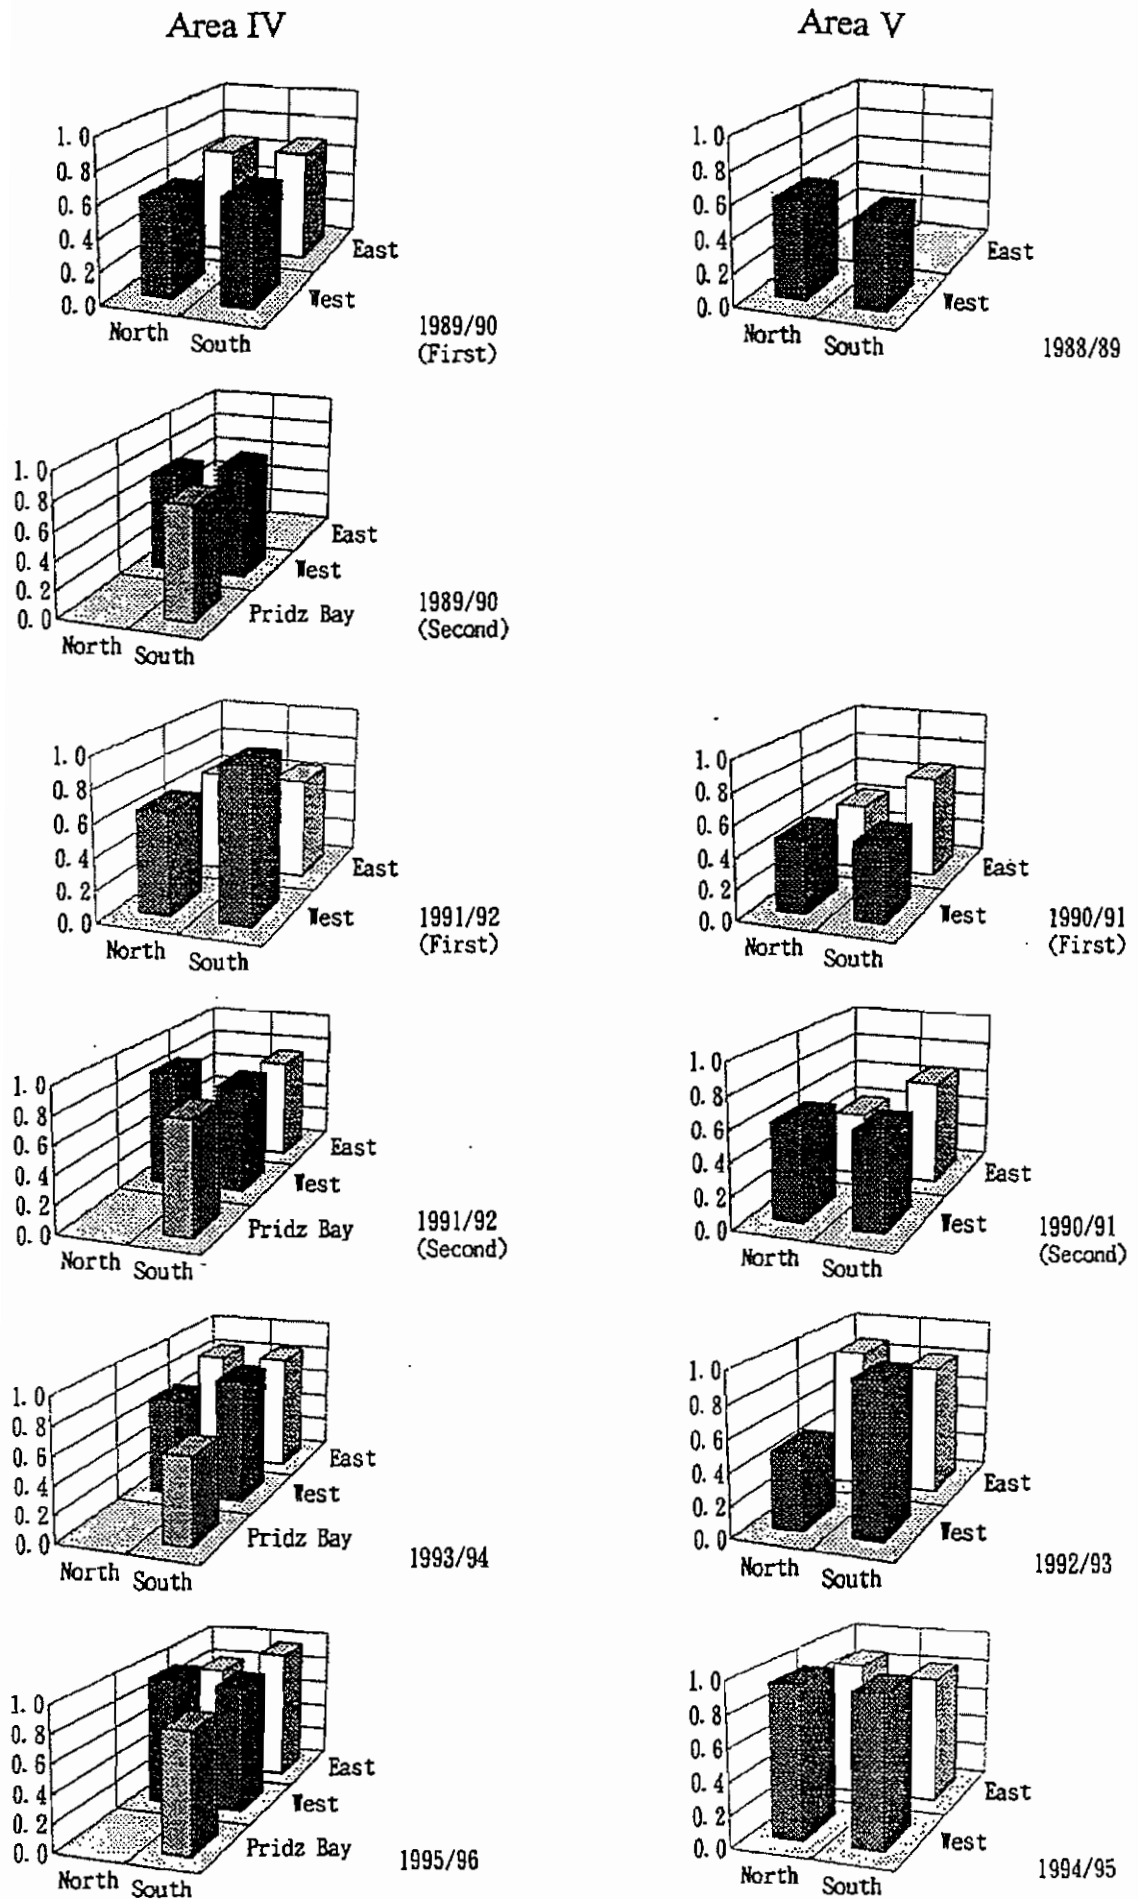 Area IV
Area V
1. 0
0. 8
0. 6
0. 4
0. 2
0. 0
North
South
West
East
1989/90
(First)
1. 0
0. 8
0. 6
0. 4
0. 2
0. 0
North
South
West
East
1988/89
1. 0
0. 8
0. 6
0. 4
0. 2
0. 0
North
South
Pridz Bay
West
East
1989/90
(Second)
1. 0
0. 8
0. 6
0. 4
0. 2
0. 0
North
South
West
East
1991/92
(First)
1. 0
0. 8
0. 6
0. 4
0. 2
0. 0
North
South
West
East
1990/91
(First)
1. 0
0. 8
0. 6
0. 4
0. 2
0. 0
North
South
Pridz Bay
West
East
1991/92
(Second)
1. 0
0. 8
0. 6
0. 4
0. 2
0. 0
North
South
West
East
1990/91
(Second)
1. 0
0. 8
0. 6
0. 4
0. 2
0. 0
North
South
Pridz Bay
West
East
1993/94
1. 0
0. 8
0. 6
0. 4
0. 2
0. 0
North
South
West
East
1992/93
1. 0
0. 8
0. 6
0. 4
0. 2
0. 0
North
South
Pridz Bay
West
East
1995/96
1. 0
0. 8
0. 6
0. 4
0. 2
0. 0
North
South
West
East
1994/95